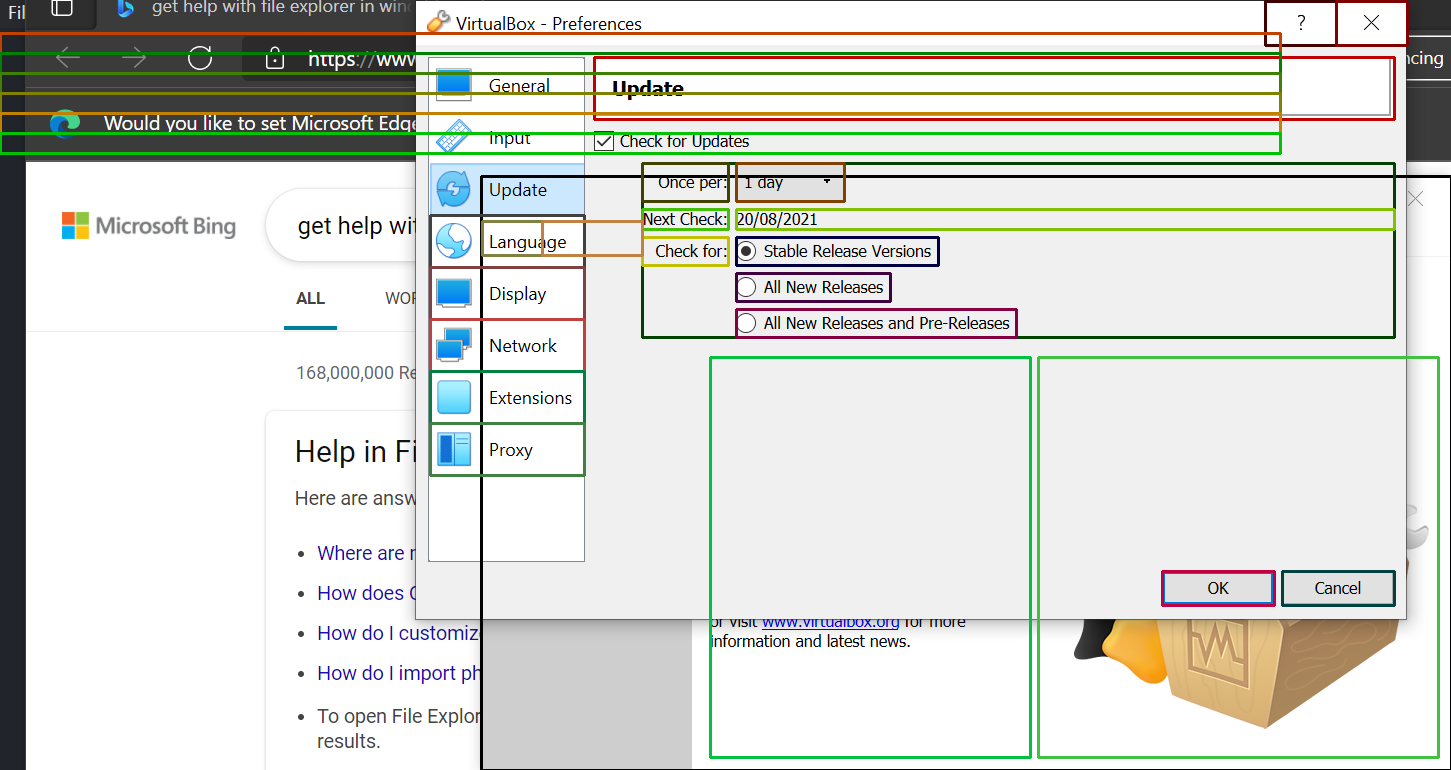 Fil
get help with file explorer in win
VirtualBox - Preferences
?
https://www
ncing
General
Update
Would you like to set Microsoft Edge
Input
Check for Updates
Update
Once per:
1 day
Microsoft Bing
get help wit
Next Check:
20/08/2021
Language
Check for:
Stable Release Versions
ALL
Display
All New Releases
All New Releases and Pre-Releases
Network
168,000,000 Re
Extensions
Help in Fi
Proxy
Here are answ
Where are
How does
OK
Cancel
How do I customize
or visit www.virtualbox.org for more
information and latest news.
How do I import ph
To open File Explor
results.